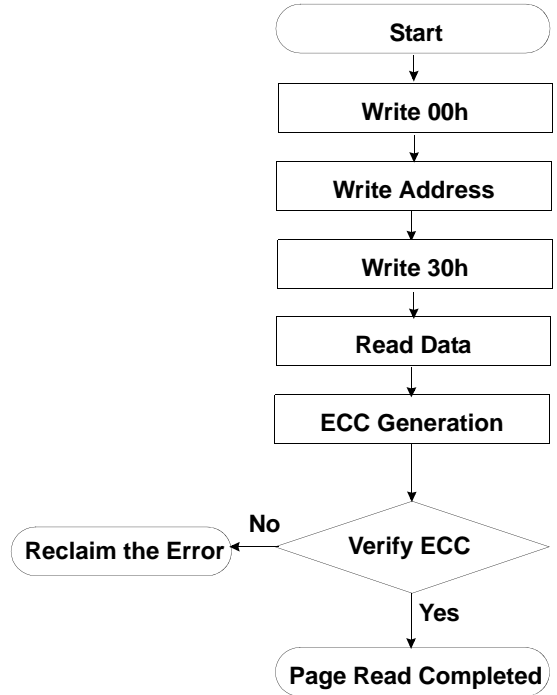 Start
Write 00h
Write Address
Write 30h
Read Data
ECC Generation
Verify ECC
No
Reclaim the Error
Yes
Page Read Completed